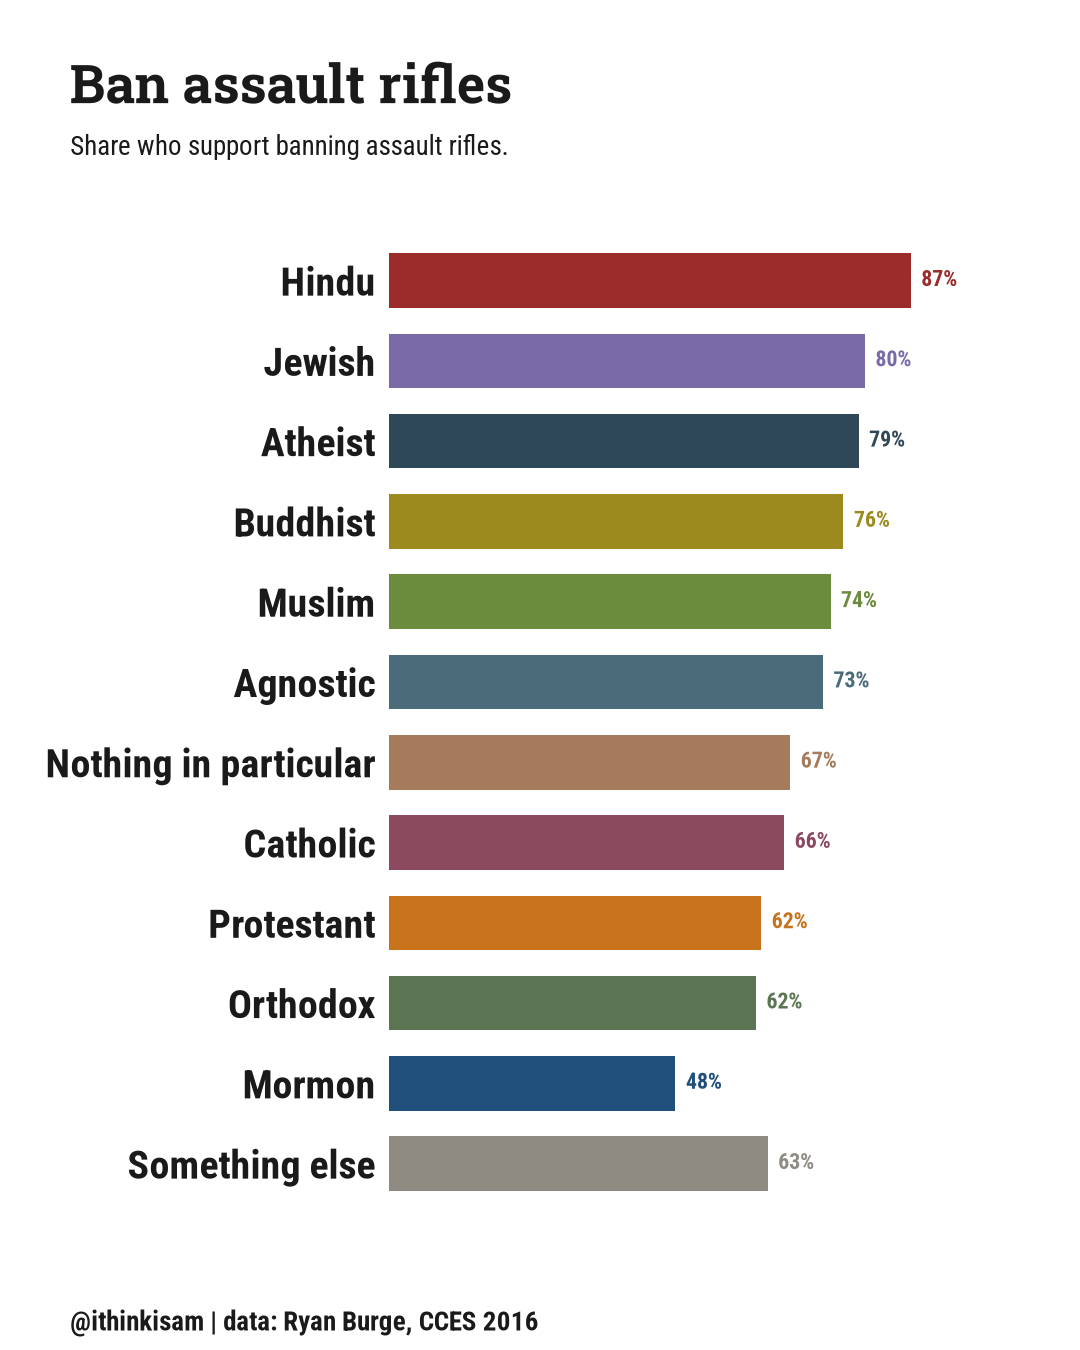 Ban assault rifles
Share who support banning assault rifles.
Hindu 87%
Jewish 80%
Atheist 79%
Buddhist 76%
Muslim 74%
Agnostic 73%
Nothing in particular 67%
Catholic 66%
Protestant 62%
Orthodox 62%
Mormon 48%
Something else 63%
@ithinkisam | data: Ryan Burge, CCES 2016